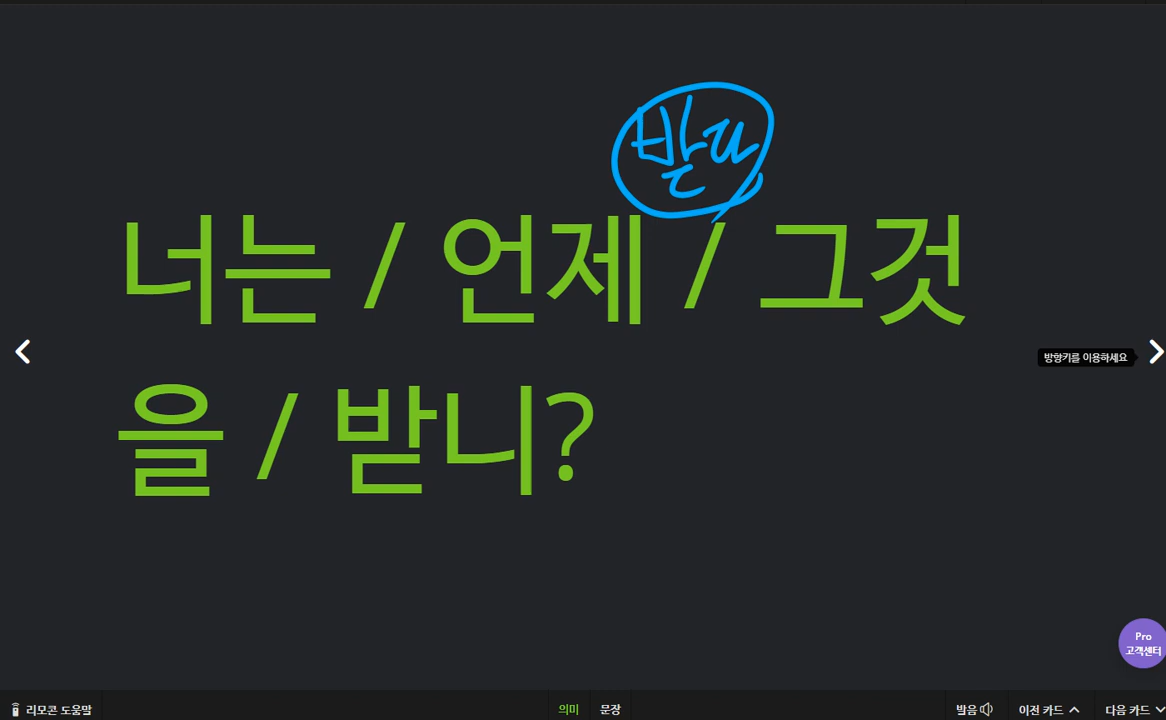 너는 / 언제 / 그것
을 / 받니?
방향키를 이용하세요
Pro
고객센터
리모콘 도움말
의미
문장
발음
이전 카드
다음 카드